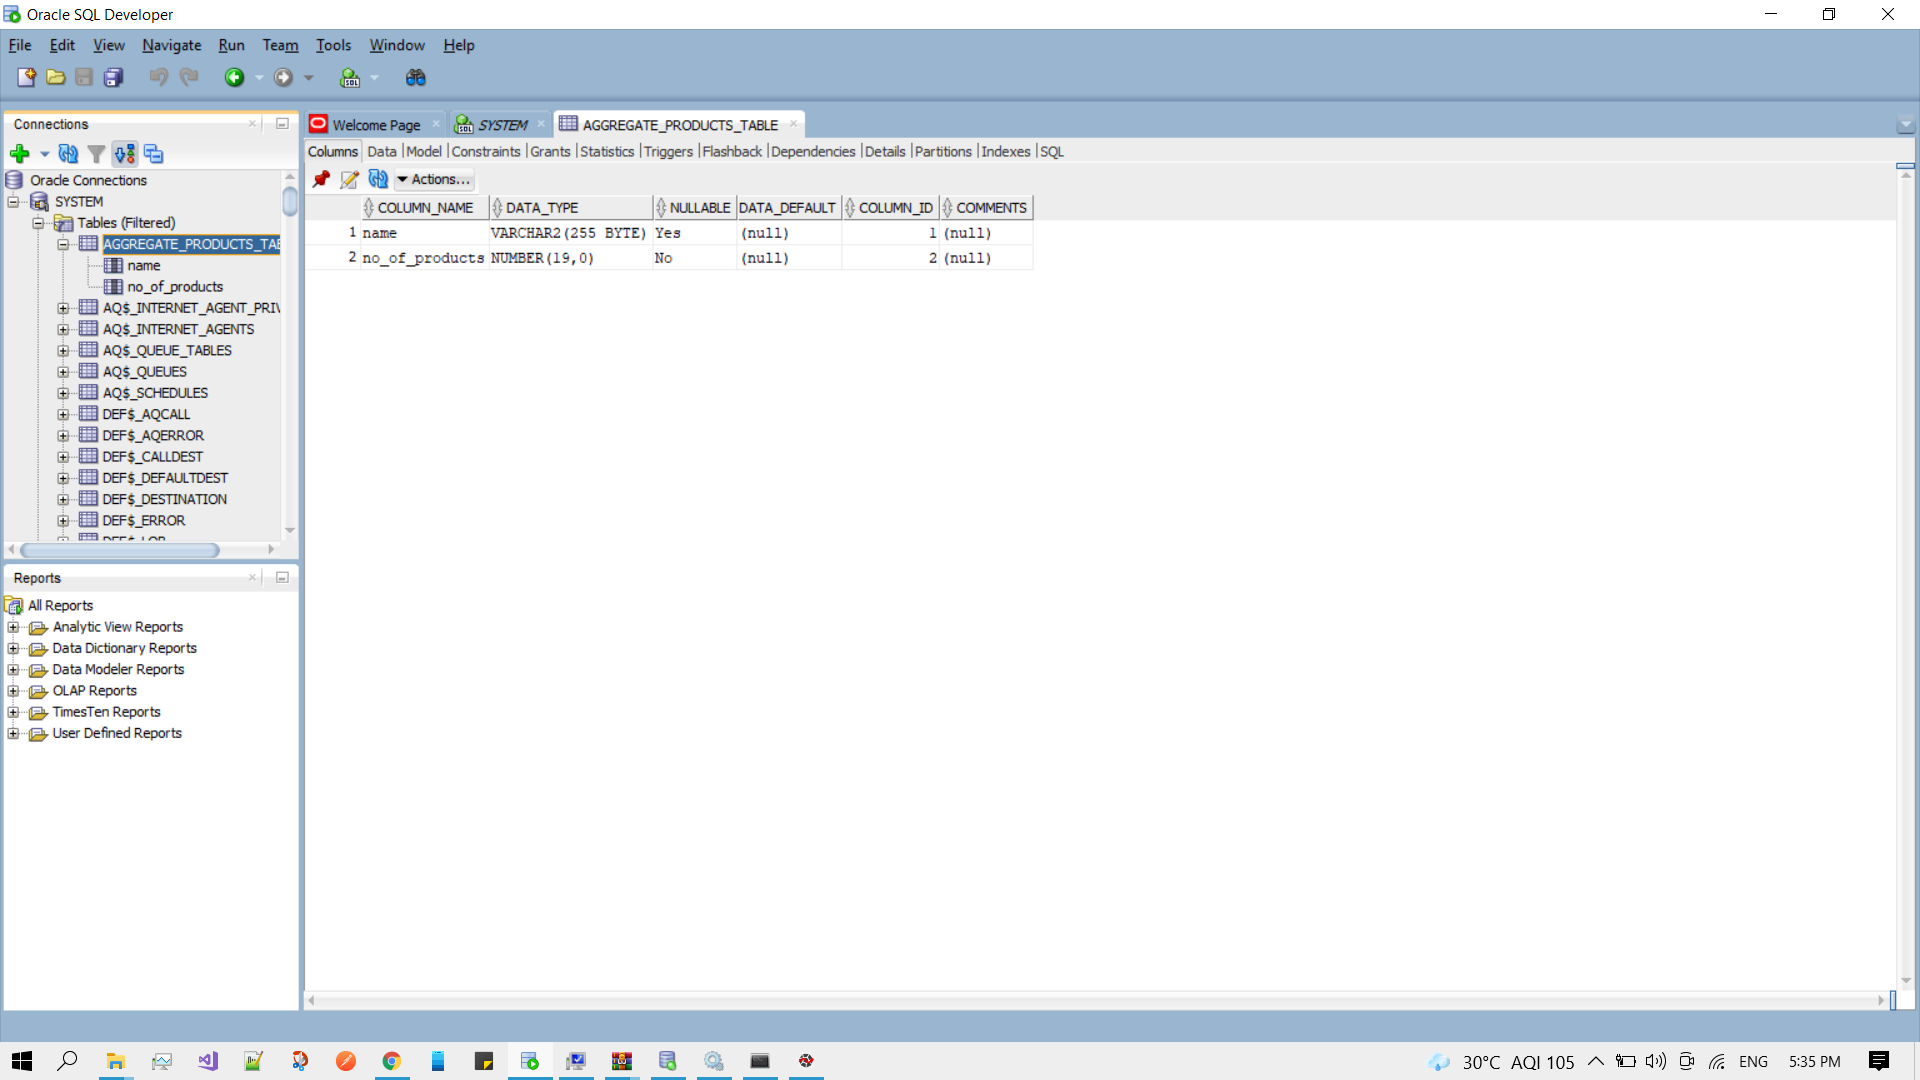 Oracle SQL Developer
File Edit View Navigate Run Team Tools Window Help
Connections
Oracle Connections
SYSTEM
Tables (Filtered)
AGGREGATE_PRODUCTS_TAB
name
no_of_products
AQ$_INTERNET_AGENT_PRIV
AQ$_INTERNET_AGENTS
AQ$_QUEUE_TABLES
AQ$_QUEUES
AQ$_SCHEDULES
DEF$_AQCALL
DEF$_AQERROR
DEF$_CALLDEST
DEF$_DEFAULTDEST
DEF$_DESTINATION
DEF$_ERROR
DEF$_LOB
Reports
All Reports
Analytic View Reports
Data Dictionary Reports
Data Modeler Reports
OLAP Reports
TimesTen Reports
User Defined Reports
Welcome Page SYSTEM AGGREGATE_PRODUCTS_TABLE
Columns Data Model Constraints Grants Statistics Triggers Flashback Dependencies Details Partitions Indexes SQL
Actions...
COLUMN_NAME DATA_TYPE NULLABLE DATA_DEFAULT COLUMN_ID COMMENTS
1 name VARCHAR2(255 BYTE) Yes (null) 1 (null)
2 no_of_products NUMBER(19,0) No (null) 2 (null)
30°C AQI 105 ENG 5:35 PM